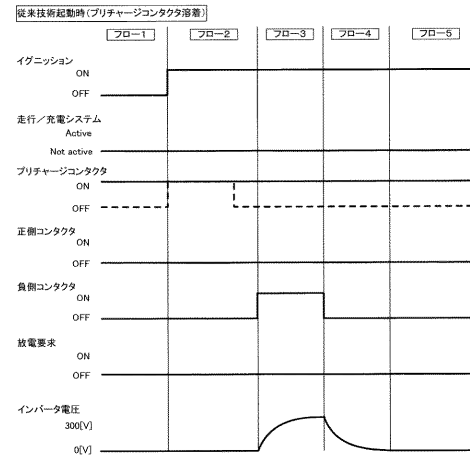 従来技術起動時(プリチャージコンタクタ溶着)
フロー1 フロー2 フロー3 フロー4 フロー5
イグニッション
ON
OFF
走行/充電システム
Active
Not active
プリチャージコンタクタ
ON
OFF
正側コンタクタ
ON
OFF
負側コンタクタ
ON
OFF
放電要求
ON
OFF
インバータ電圧
300[V]
0[V]